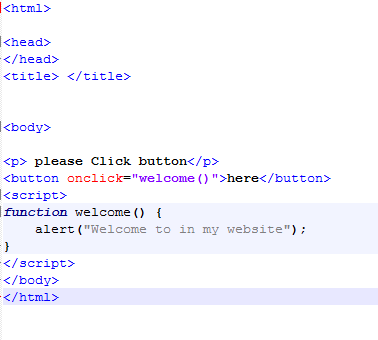 <html>
<head>
</head>
<title> </title>
<body>
<p> please Click button</p>
<button onclick="welcome()">here</button>
<script>
function welcome() {
alert("Welcome to in my website");
}
</script>
</body>
</html>